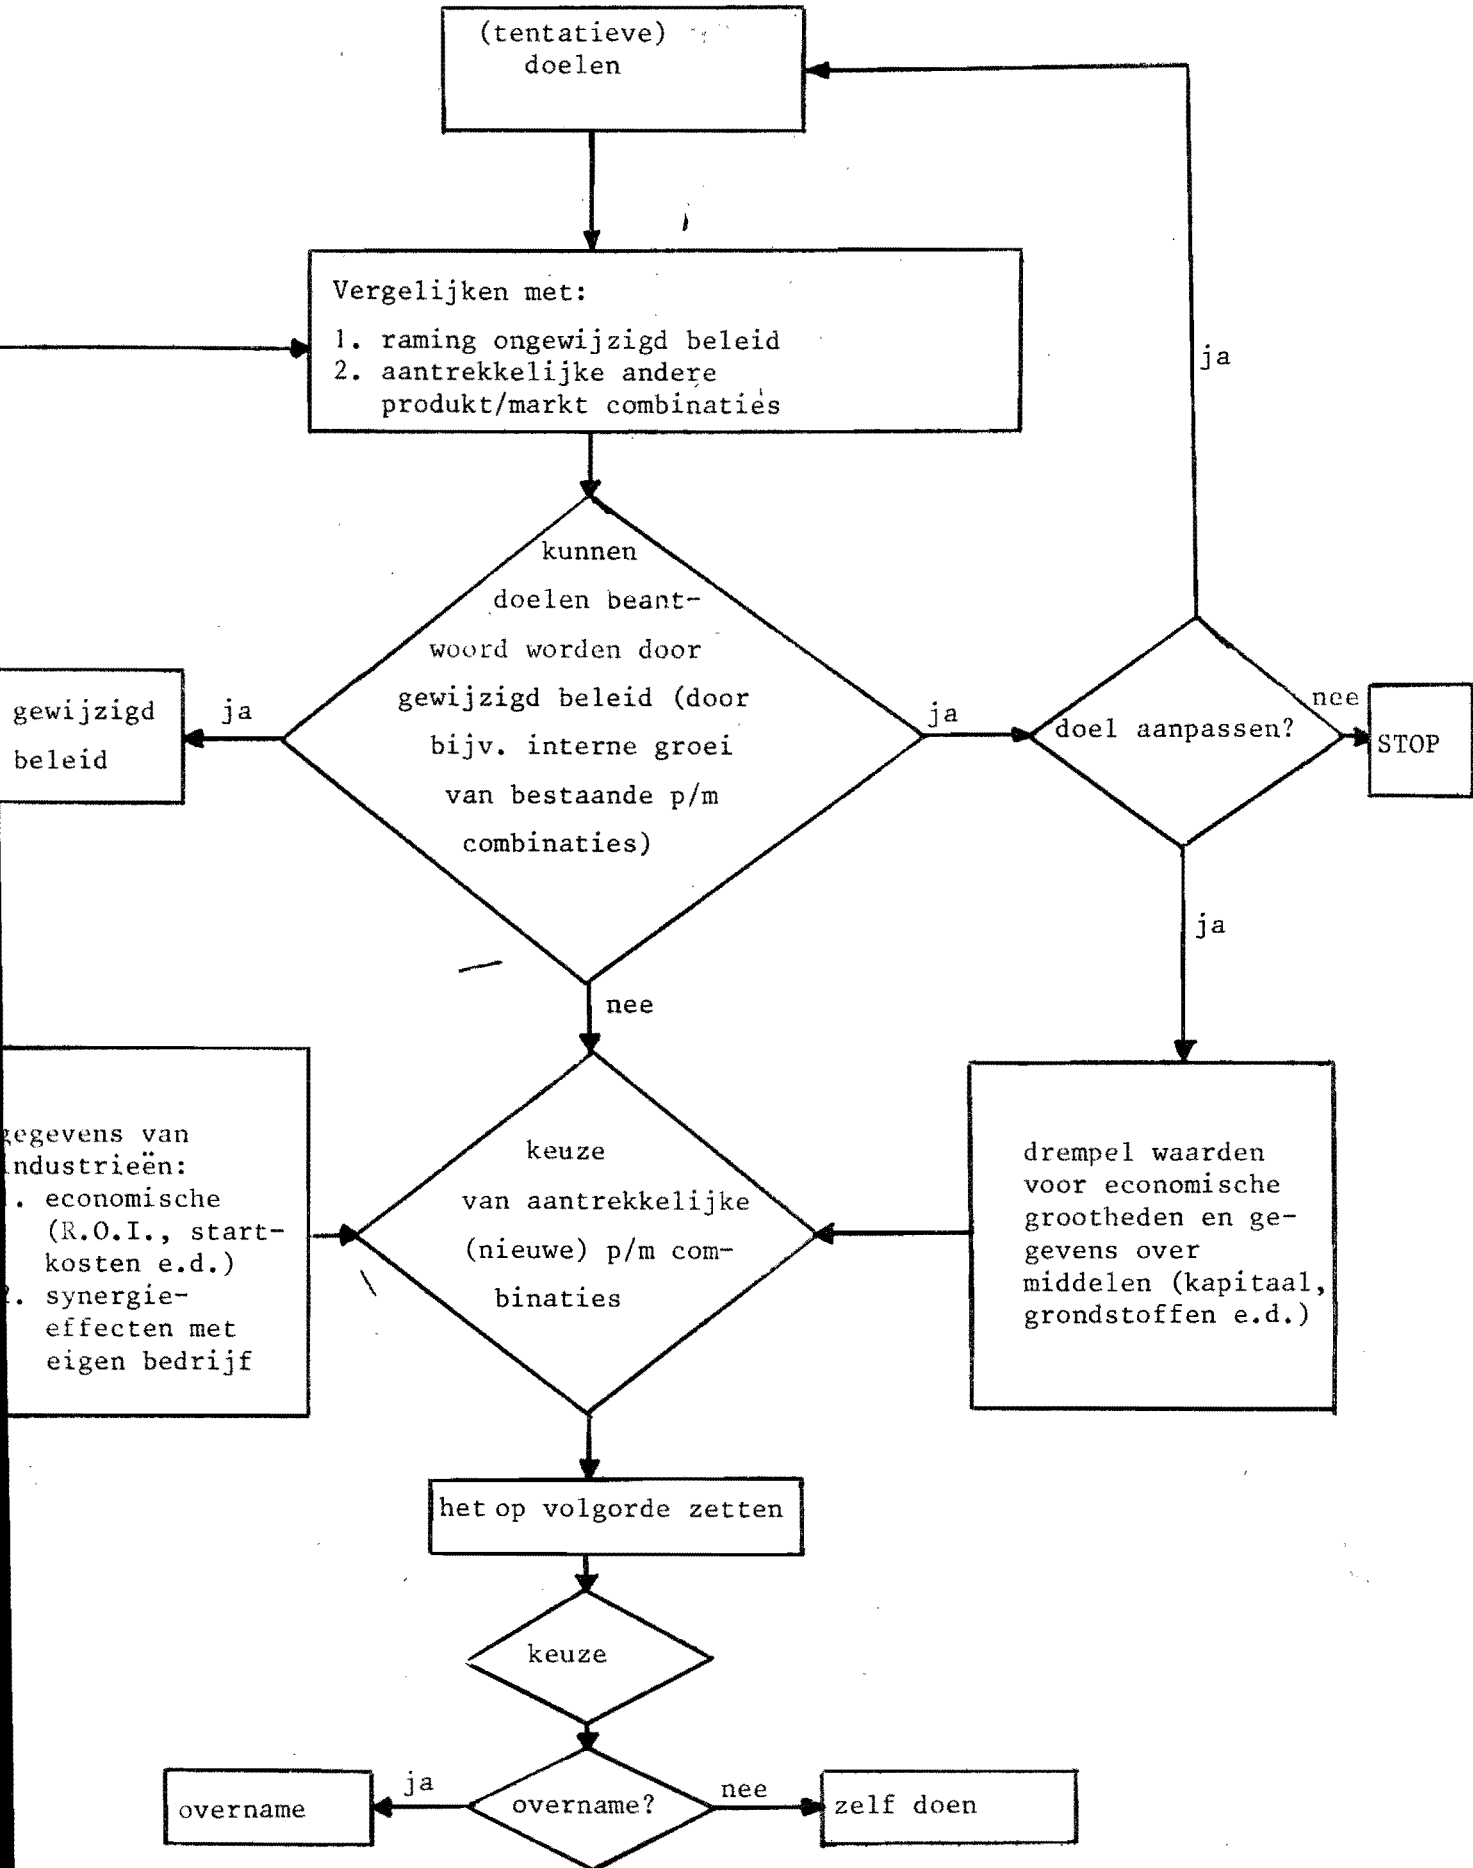 (tentatieve)
doelen
Vergelijken met:
1. raming ongewijzigd beleid
2. aantrekkelijke andere
produkt/markt combinaties
ja
kunnen
doelen beant-
woord worden door
gewijzigd beleid (door
bijv. interne groei
van bestaande p/m
combinaties)
ja
gewijzigd
beleid
ja
doel aanpassen?
nee
STOP
nee
ja
gegevens van
industrieën:
1. economische
(R.O.I., start-
kosten e.d.)
2. synergie-
effecten met
eigen bedrijf
keuze
van aantrekkelijke
(nieuwe) p/m com-
binaties
drempel waarden
voor economische
grootheden en ge-
gevens over
middelen (kapitaal,
grondstoffen e.d.)
het op volgorde zetten
keuze
overname?
ja
overname
nee
zelf doen